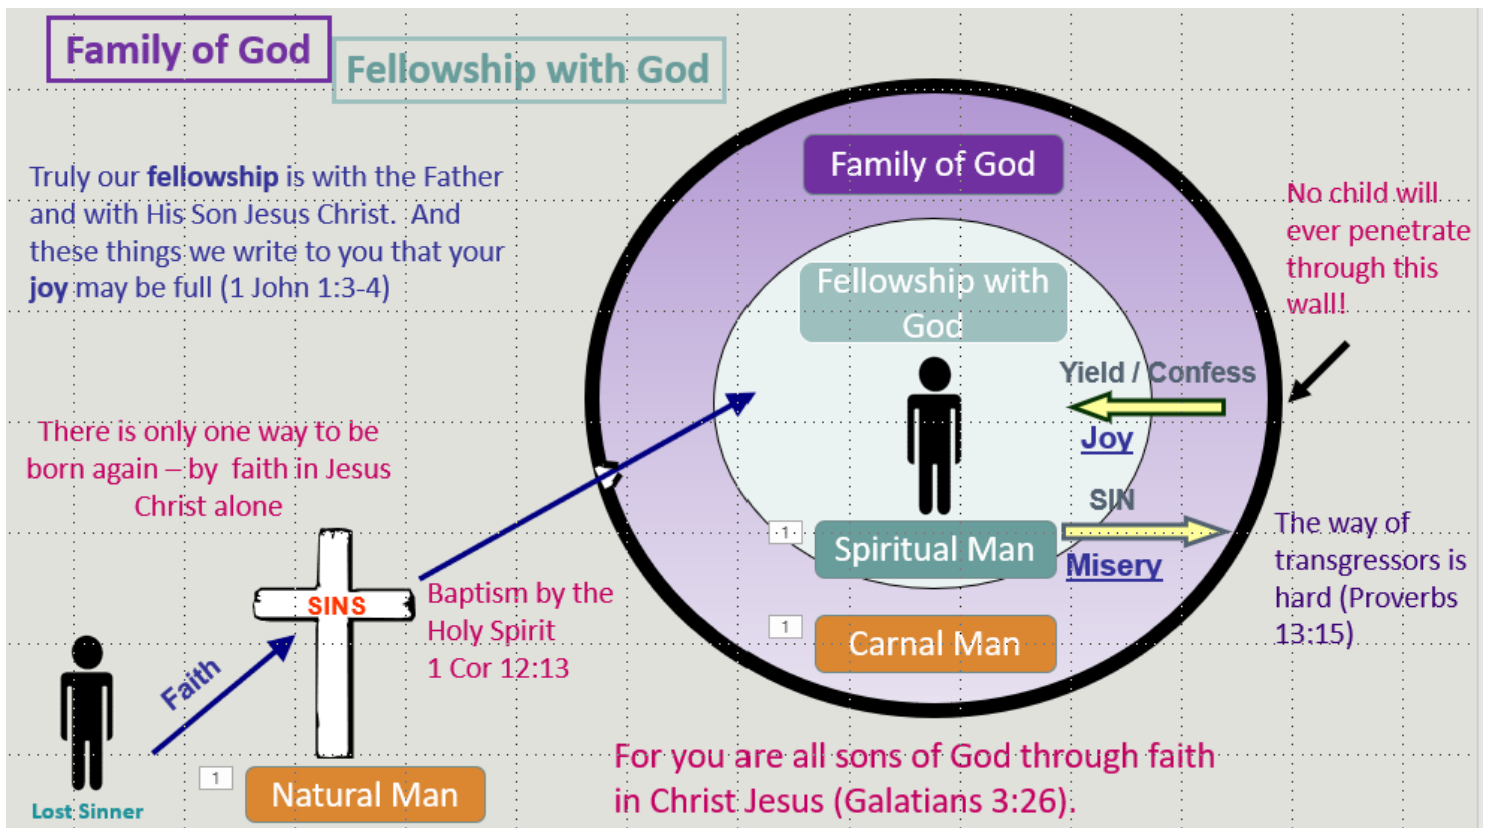 Family of God
Fellowship with God
Truly our fellowship is with the Father
and with His Son Jesus Christ. And
these things we write to you that your
joy may be full (1 John 1:3-4)
There is only one way to be
born again – by faith in Jesus
Christ alone
SINS
Faith
Lost Sinner
1
Natural Man
Baptism by the
Holy Spirit
1 Cor 12:13
Family of God
Fellowship with
God
Yield / Confess
Joy
SIN
Misery
1
Spiritual Man
1
Carnal Man
No child will
ever penetrate
through this
wall!
The way of
transgressors is
hard (Proverbs
13:15)
For you are all sons of God through faith
in Christ Jesus (Galatians 3:26).